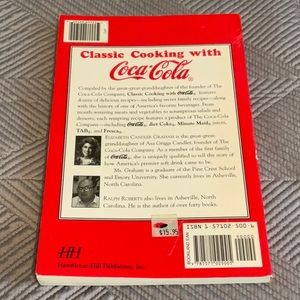 Classic Cooking with
Coca-Cola®
Compiled by the great-great-granddaughter of the founder of
The Coca-Cola Company, Classic Cooking with Coca-Cola® features
dozens of delicious recipes—including secret family recipes—along
with the history of one of America's favorite beverages. From
mouth-watering meats and vegetables to scrumptious salads and
desserts, each tempting recipe features a product of The Coca-Cola
Company—including Coca-Cola®, diet Coke®, Minute Maid®, juices,
TAB®, and Fresca®.
ELIZABETH CANDLER GRAHAM is the great-great-
granddaughter of Asa Griggs Candler, founder of
The Coca-Cola Company. As a member of the first family
of Coca-Cola®, she is uniquely qualified to tell the story of
how America's premier soft drink came to be.
Ms. Graham is a graduate of the Pine Crest School
and Emory University. She currently lives in Asheville,
North Carolina.
RALPH ROBERTS also lives in Asheville, North
Carolina. He is the author of over forty books.
$15.95
ISBN 1-57102-500-6
90000
9 781571 025005
BOOKLAND EAN
HH
Hambleton-Hill Publishing, Inc.